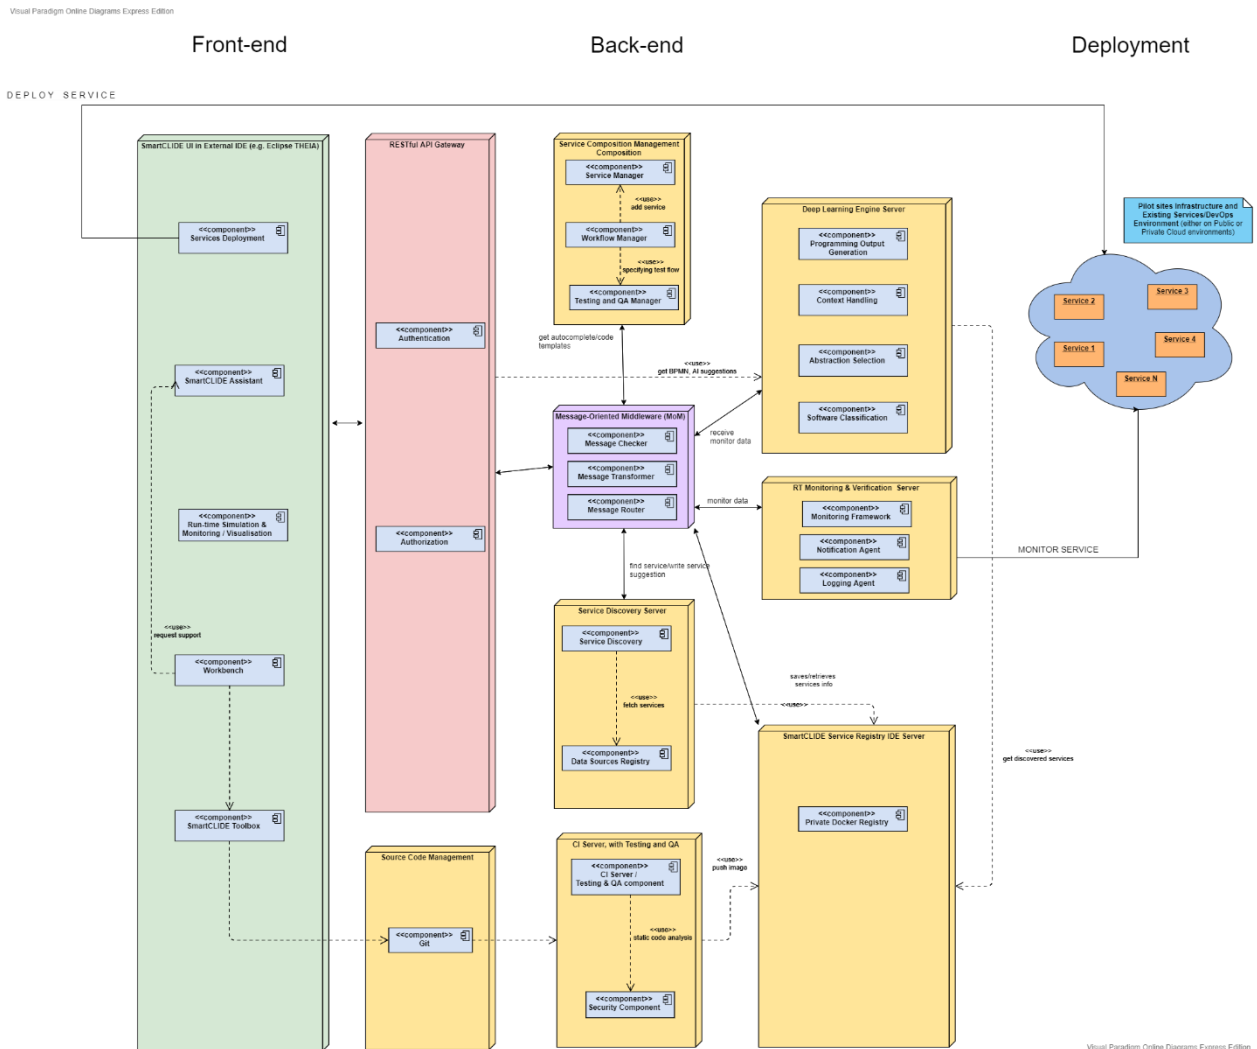 Visual Paradigm Online Diagrams Express Edition
Front-end
Back-end
Deployment
DEPLOY SERVICE
SmartCLIDE UI in External IDE (e.g. Eclipse THEIA)
<<component>>
Services Deployment
<<component>>
SmartCLIDE Assistant
<<component>>
Run-time Simulation &
Monitoring / Visualisation
<<use>>
request support
<<component>>
Workbench
<<component>>
SmartCLIDE Toolbox
RESTful API Gateway
<<component>>
Authentication
<<component>>
Authorization
Source Code Management
<<component>>
Git
Service Composition Management
Composition
<<component>>
Service Manager
<<use>>
add service
<<component>>
Workflow Manager
<<use>>
specifying test flow
<<component>>
Testing and QA Manager
get autocomplete/code
templates
<<use>>
get BPMN, AI suggestions
Message-Oriented Middleware (MoM)
<<component>>
Message Checker
<<component>>
Message Transformer
<<component>>
Message Router
receive
monitor data
monitor data
find service/write service
suggestion
Service Discovery Server
<<component>>
Service Discovery
<<use>>
fetch services
<<component>>
Data Sources Registry
saves/retrieves
services info
<<use>>
CI Server, with Testing and QA
<<component>>
CI Server /
Testing & QA component
<<use>>
static code analysis
<<component>>
Security Component
<<use>>
push image
Deep Learning Engine Server
<<component>>
Programming Output
Generation
<<component>>
Context Handling
<<component>>
Abstraction Selection
<<component>>
Software Classification
RT Monitoring & Verification Server
<<component>>
Monitoring Framework
<<component>>
Notification Agent
<<component>>
Logging Agent
MONITOR SERVICE
SmartCLIDE Service Registry IDE Server
<<component>>
Private Docker Registry
<<use>>
get discovered services
Pilot sites Infrastructure and
Existing Services/DevOps
Environment (either on Public or
Private Cloud environments)
Service 2
Service 3
Service 1
Service 4
Service N
Visual Paradigm Online Diagrams Express Edition